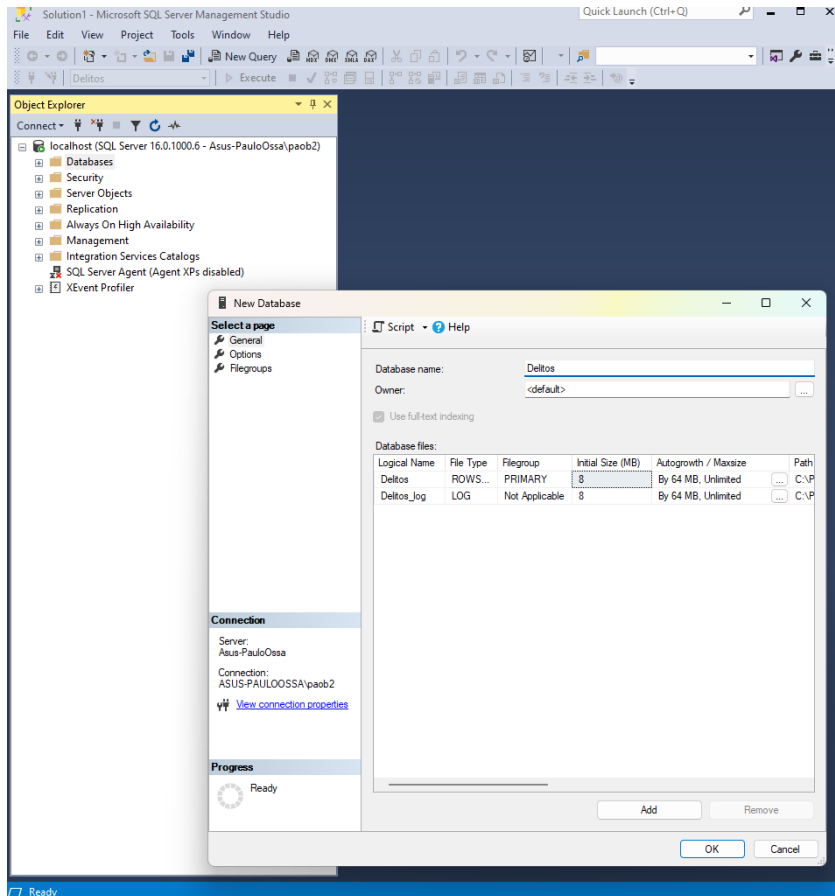 Solution1 - Microsoft SQL Server Management Studio
Quick Launch (Ctrl+Q)
File Edit View Project Tools Window Help
New Query MDX DMX XMLA DAX
Delitos Execute
Object Explorer
Connect
localhost (SQL Server 16.0.1000.6 - Asus-PauloOssa\paob2)
Databases
Security
Server Objects
Replication
Always On High Availability
Management
Integration Services Catalogs
SQL Server Agent (Agent XPs disabled)
XEvent Profiler
New Database
Select a page
General
Options
Filegroups
Script Help
Database name: Delitos
Owner: <default> ...
Use full-text indexing
Database files:
Logical Name File Type Filegroup Initial Size (MB) Autogrowth / Maxsize Path
Delitos ROWS... PRIMARY 8 By 64 MB, Unlimited ... C:\P
Delitos_log LOG Not Applicable 8 By 64 MB, Unlimited ... C:\P
Connection
Server:
Asus-PauloOssa
Connection:
ASUS-PAULOOSSA\paob2
View connection properties
Progress
Ready
Add Remove
OK Cancel
Ready